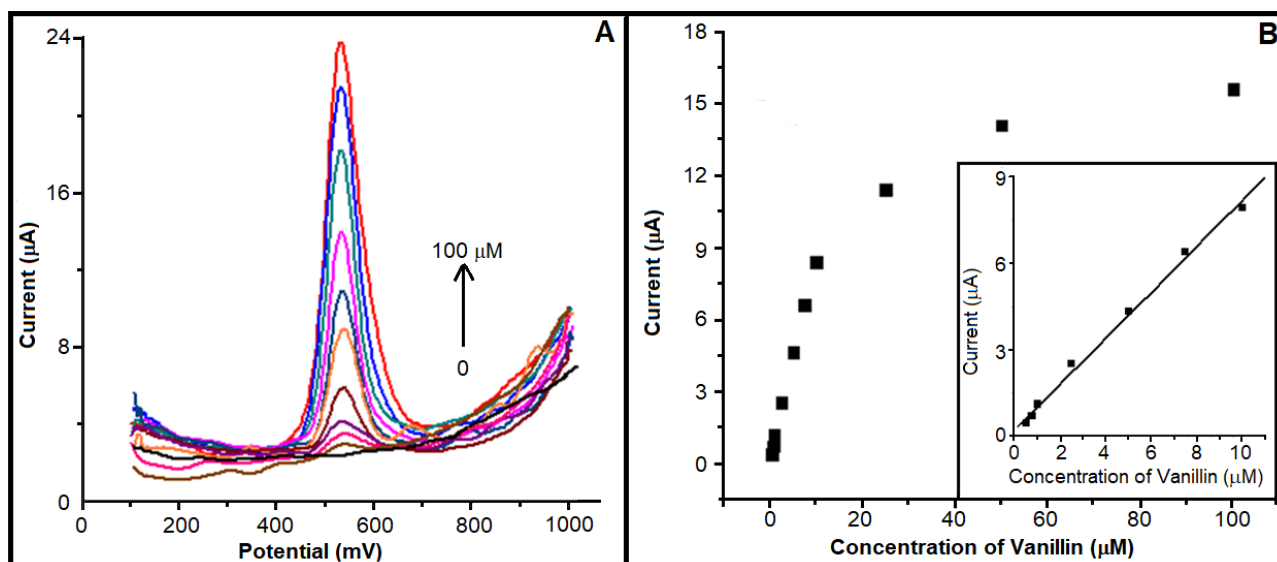 A
24
16
8
0
Current (μA)
100 μM
0
0 200 400 600 800 1000
Potential (mV)
B
18
15
12
9
6
3
0
Current (μA)
0 20 40 60 80 100
Concentration of Vanillin (μM)
9
6
3
0
Current (μA)
0 2 4 6 8 10
Concentration of Vanillin (μM)